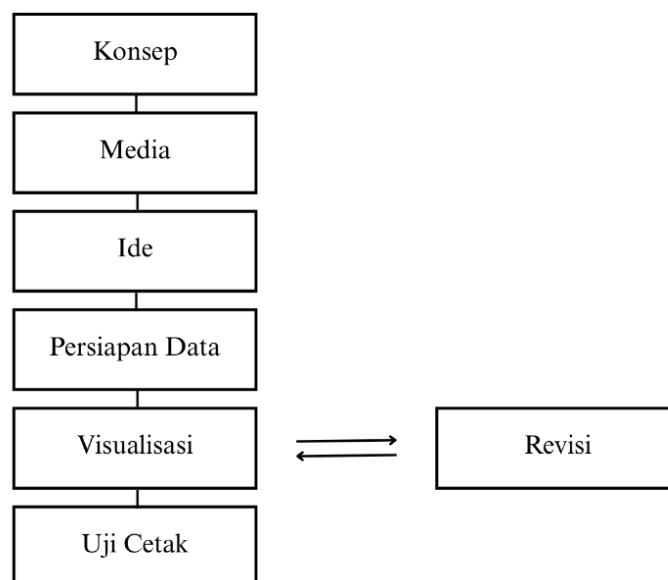 Konsep
Media
Ide
Persiapan Data
Visualisasi
Revisi
Uji Cetak